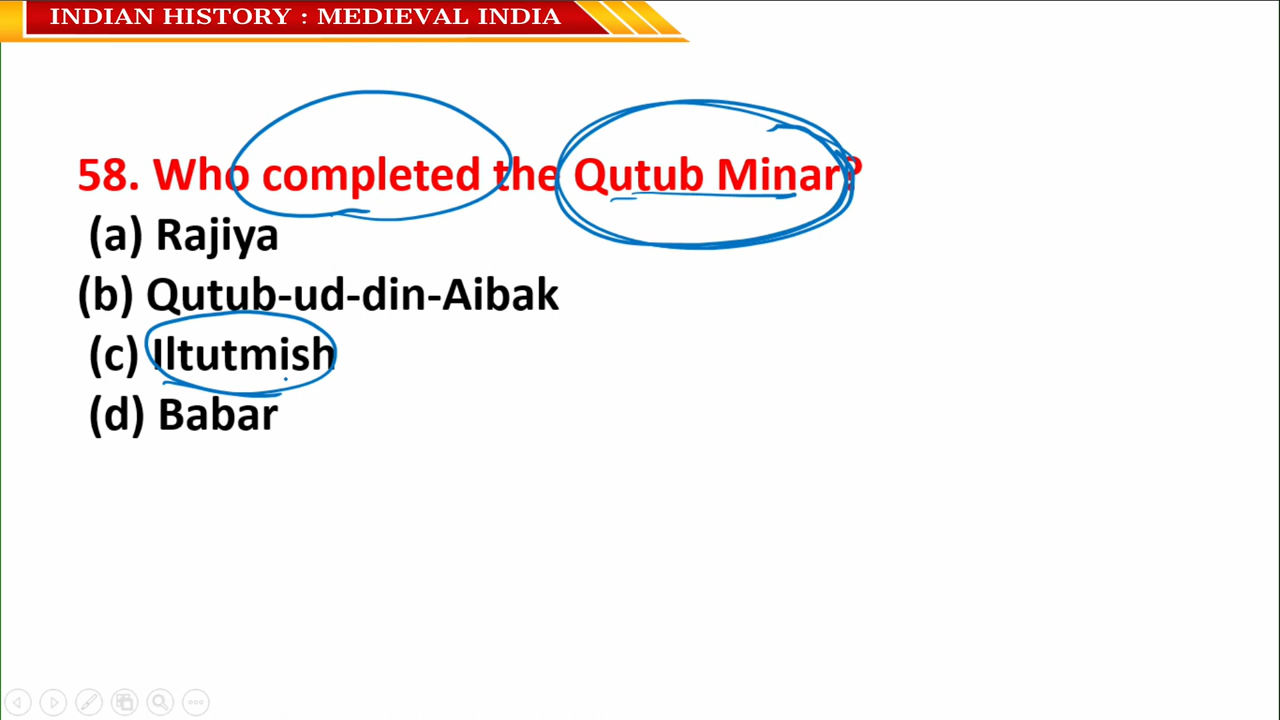 INDIAN HISTORY : MEDIEVAL INDIA
58. Who completed the Qutub Minar?
(a) Rajiya
(b) Qutub-ud-din-Aibak
(c) Iltutmish
(d) Babar